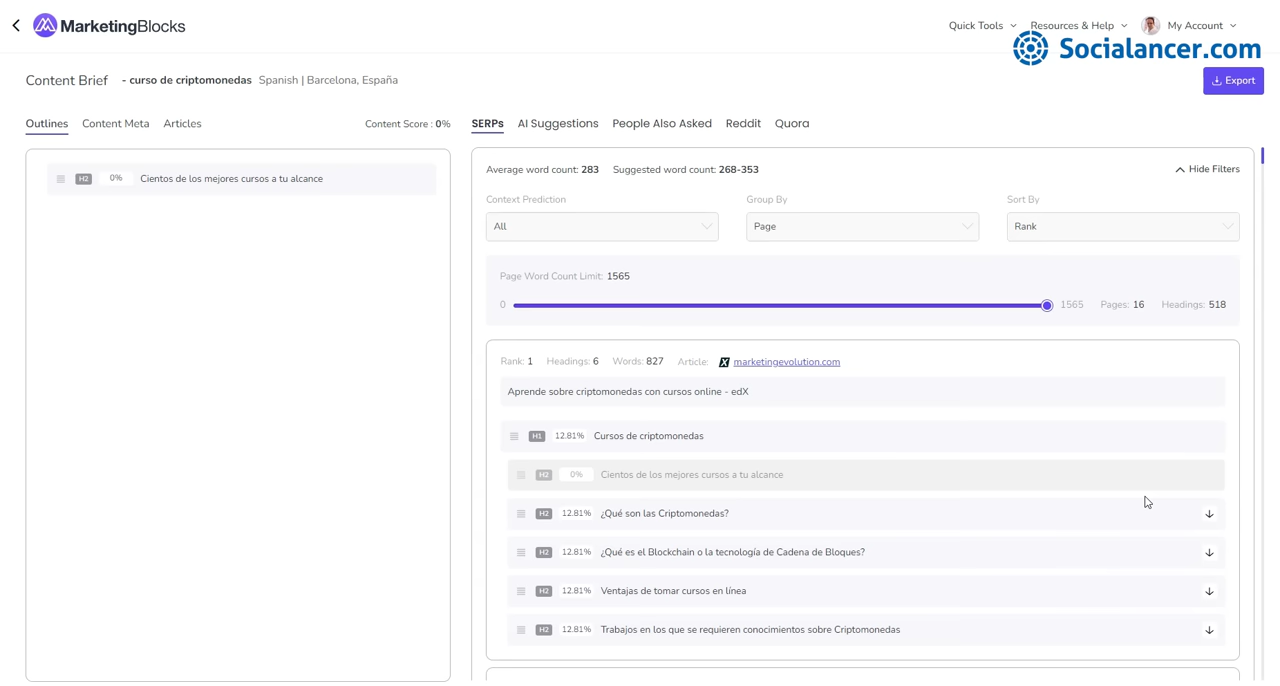 MarketingBlocks
Quick Tools
Resources & Help
My Account
Socialancer.com
Content Brief - curso de criptomonedas Spanish | Barcelona, España
Export
Outlines Content Meta Articles Content Score : 0%
H2 0% Cientos de los mejores cursos a tu alcance
SERPs AI Suggestions People Also Asked Reddit Quora
Average word count: 283 Suggested word count: 268-353 Hide Filters
Context Prediction Group By Sort By
All Page Rank
Page Word Count Limit: 1565
0 1565 Pages: 16 Headings: 518
Rank: 1 Headings: 6 Words: 827 Article: marketingevolution.com
Aprende sobre criptomonedas con cursos online - edX
H1 12.81% Cursos de criptomonedas
H2 0% Cientos de los mejores cursos a tu alcance
H2 12.81% ¿Qué son las Criptomonedas?
H2 12.81% ¿Qué es el Blockchain o la tecnología de Cadena de Bloques?
H2 12.81% Ventajas de tomar cursos en línea
H2 12.81% Trabajos en los que se requieren conocimientos sobre Criptomonedas